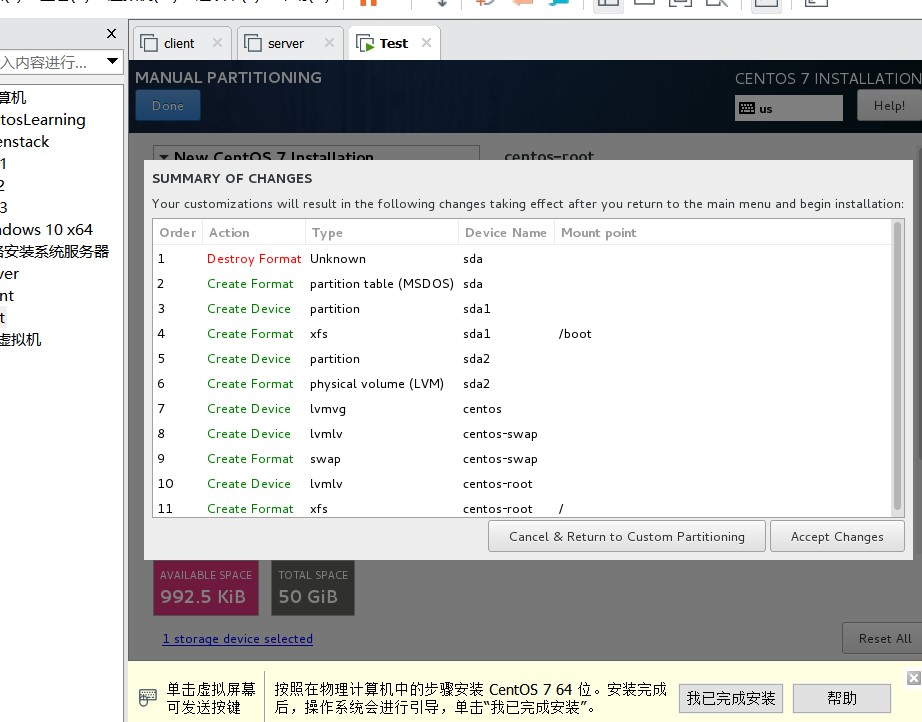 client
server
Test
入内容进行...
算机
tosLearning
enstack
1
2
3
dows 10 x64
安装系统服务器
ver
nt
t
虚拟机
MANUAL PARTITIONING
CENTOS 7 INSTALLATION
Done
us
Help!
New CentOS 7 Installation
centos-root
SUMMARY OF CHANGES
Your customizations will result in the following changes taking effect after you return to the main menu and begin installation:
Order Action Type Device Name Mount point
1 Destroy Format Unknown sda
2 Create Format partition table (MSDOS) sda
3 Create Device partition sda1
4 Create Format xfs sda1 /boot
5 Create Device partition sda2
6 Create Format physical volume (LVM) sda2
7 Create Device lvmvg centos
8 Create Device lvmlv centos-swap
9 Create Format swap centos-swap
10 Create Device lvmlv centos-root
11 Create Format xfs centos-root /
Cancel & Return to Custom Partitioning
Accept Changes
AVAILABLE SPACE
992.5 KiB
TOTAL SPACE
50 GiB
1 storage device selected
Reset All
单击虚拟屏幕
可发送按键
按照在物理计算机中的步骤安装 CentOS 7 64 位。安装完成
后，操作系统会进行引导，单击“我已完成安装”。
我已完成安装
帮助